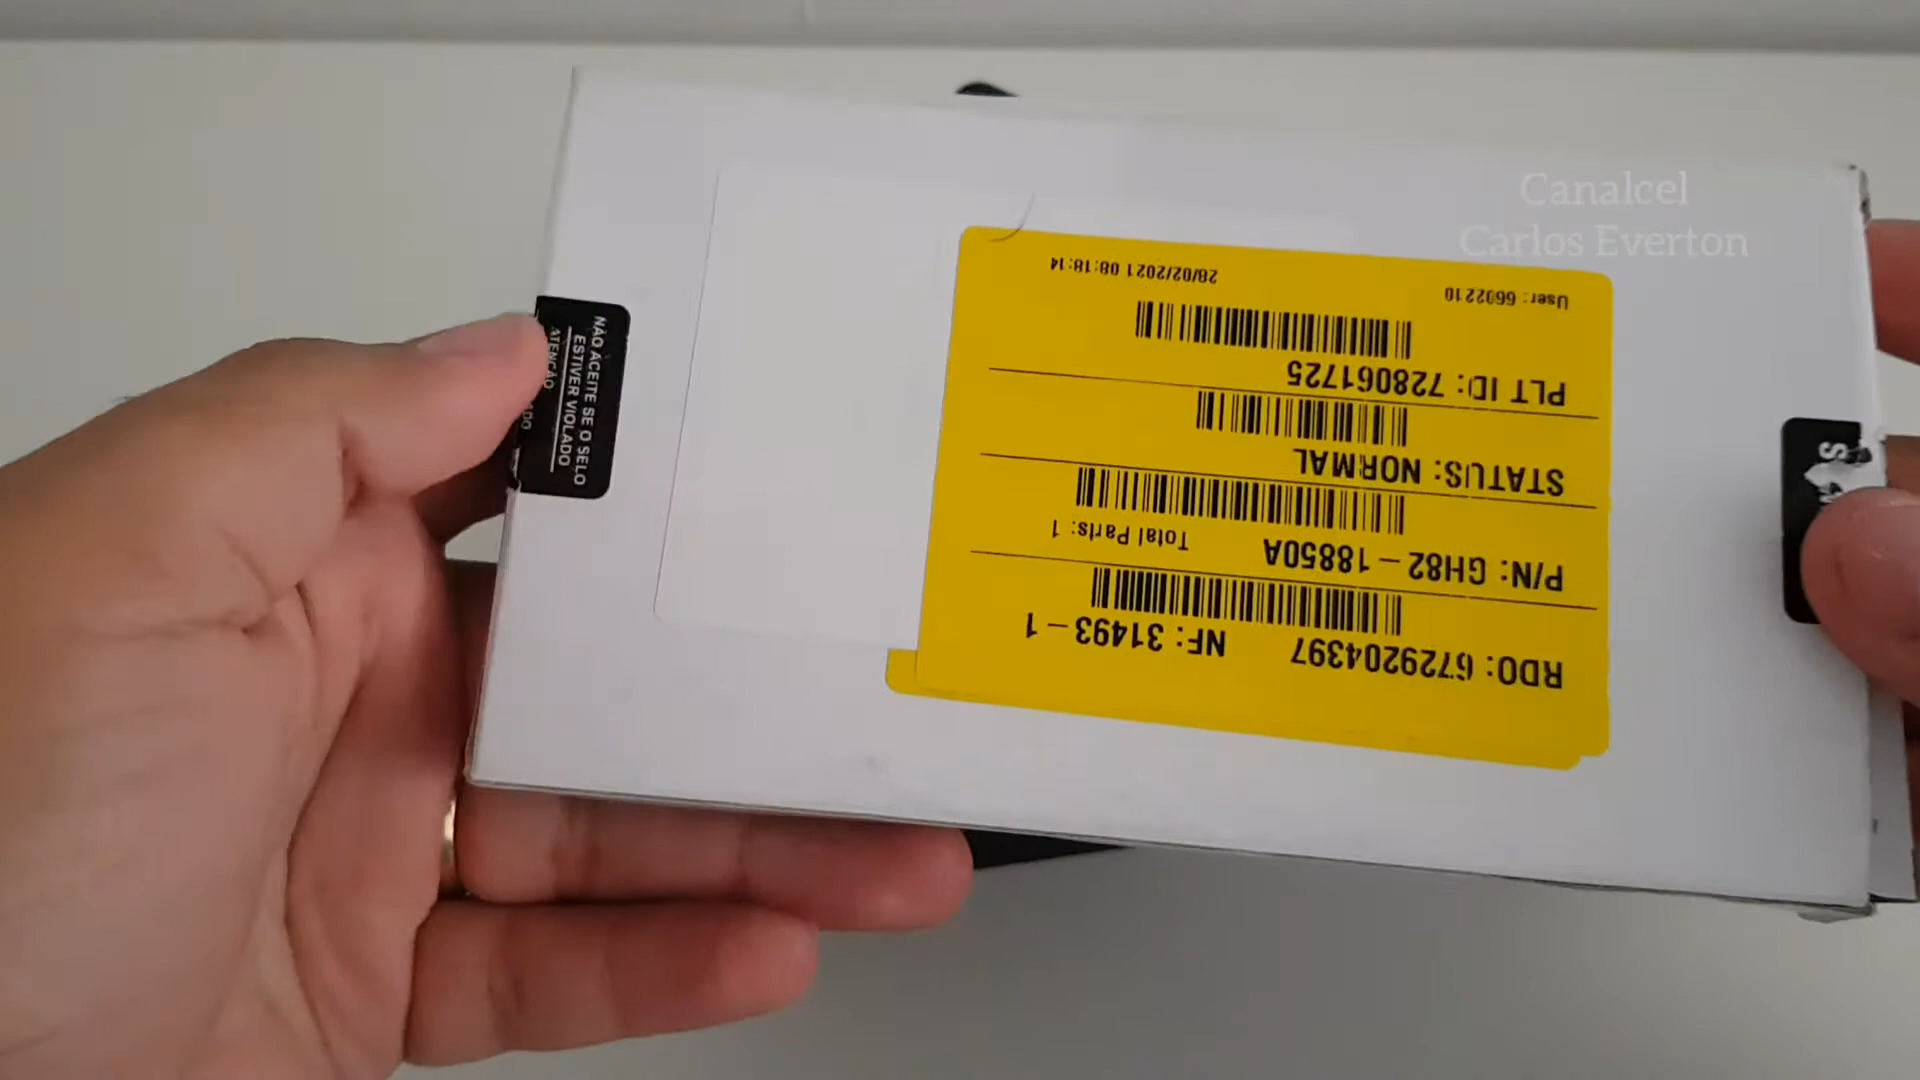 Canalcel
Carlos Everton
RDO: 6729204397 NF: 31493-1
P/N: GH82-18850A Total Parts: 1
STATUS: NORMAL
PLT ID: 728061725
User: 6602210 28/02/2021 08:18:14
NÃO ACEITE SE O SELO
ESTIVER VIOLADO
ATENÇÃO